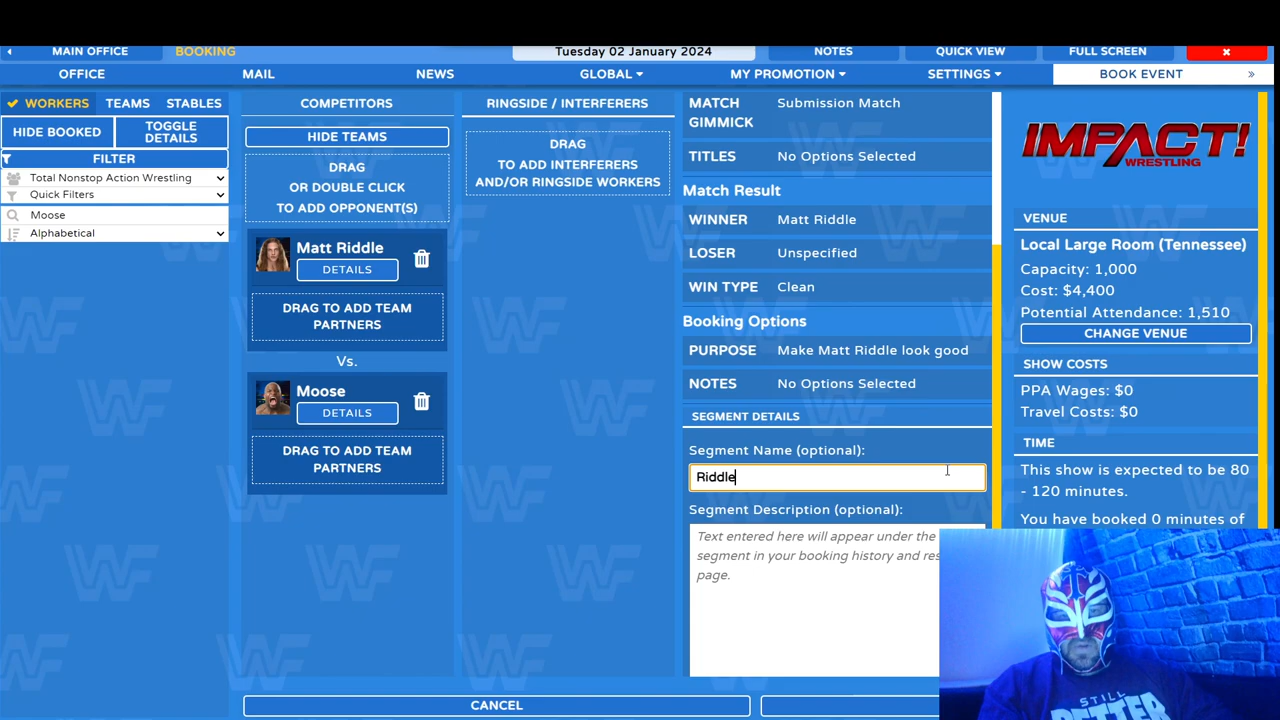 MAIN OFFICE
BOOKING
Tuesday 02 January 2024
NOTES
QUICK VIEW
FULL SCREEN
OFFICE
MAIL
NEWS
GLOBAL
MY PROMOTION
SETTINGS
BOOK EVENT
WORKERS
TEAMS
STABLES
HIDE BOOKED
TOGGLE
DETAILS
FILTER
Total Nonstop Action Wrestling
Quick Filters
Moose
Alphabetical
COMPETITORS
HIDE TEAMS
DRAG
OR DOUBLE CLICK
TO ADD OPPONENT(S)
Matt Riddle
DETAILS
DRAG TO ADD TEAM
PARTNERS
Vs.
Moose
DETAILS
DRAG TO ADD TEAM
PARTNERS
RINGSIDE / INTERFERERS
DRAG
TO ADD INTERFERERS
AND/OR RINGSIDE WORKERS
MATCH
GIMMICK
Submission Match
TITLES
No Options Selected
Match Result
WINNER
Matt Riddle
LOSER
Unspecified
WIN TYPE
Clean
Booking Options
PURPOSE
Make Matt Riddle look good
NOTES
No Options Selected
SEGMENT DETAILS
Segment Name (optional):
Riddle
Segment Description (optional):
Text entered here will appear under the
segment in your booking history and res
page.
CANCEL
IMPACT!
WRESTLING
VENUE
Local Large Room (Tennessee)
Capacity: 1,000
Cost: $4,400
Potential Attendance: 1,510
CHANGE VENUE
SHOW COSTS
PPA Wages: $0
Travel Costs: $0
TIME
This show is expected to be 80
- 120 minutes.
You have booked 0 minutes of
STILL